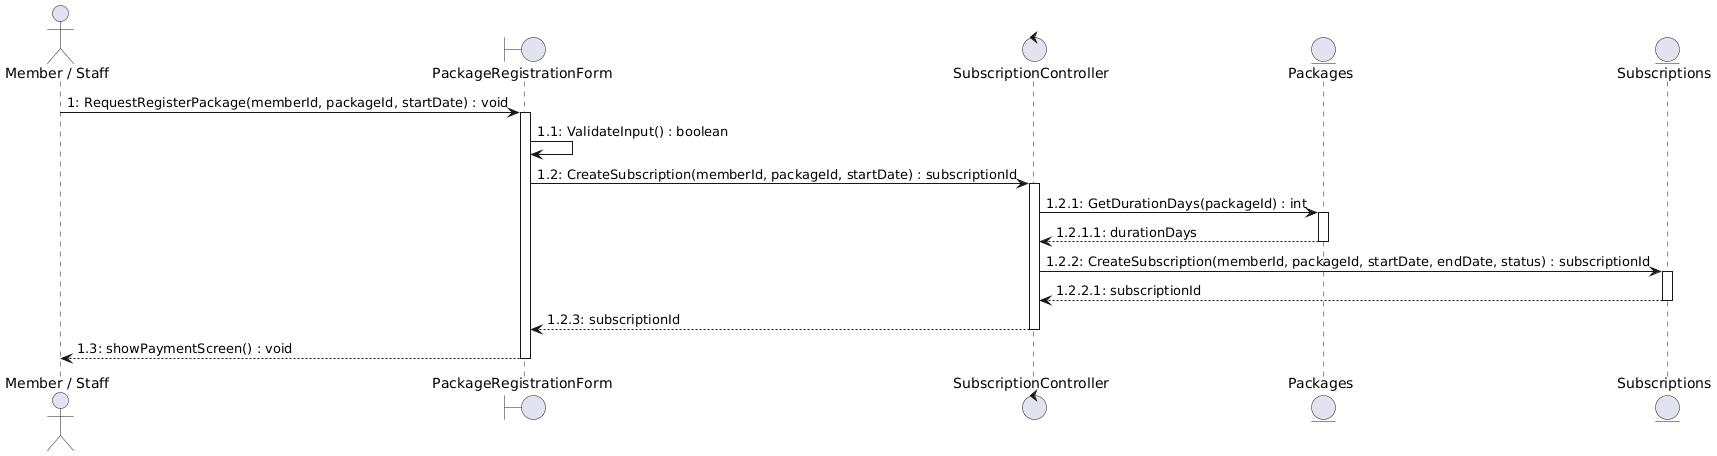 Member / Staff
PackageRegistrationForm
SubscriptionController
Packages
Subscriptions
1: RequestRegisterPackage(memberId, packageId, startDate) : void
1.1: ValidateInput() : boolean
1.2: CreateSubscription(memberId, packageId, startDate) : subscriptionId
1.2.1: GetDurationDays(packageId) : int
1.2.1.1: durationDays
1.2.2: CreateSubscription(memberId, packageId, startDate, endDate, status) : subscriptionId
1.2.2.1: subscriptionId
1.2.3: subscriptionId
1.3: showPaymentScreen() : void
Member / Staff
PackageRegistrationForm
SubscriptionController
Packages
Subscriptions